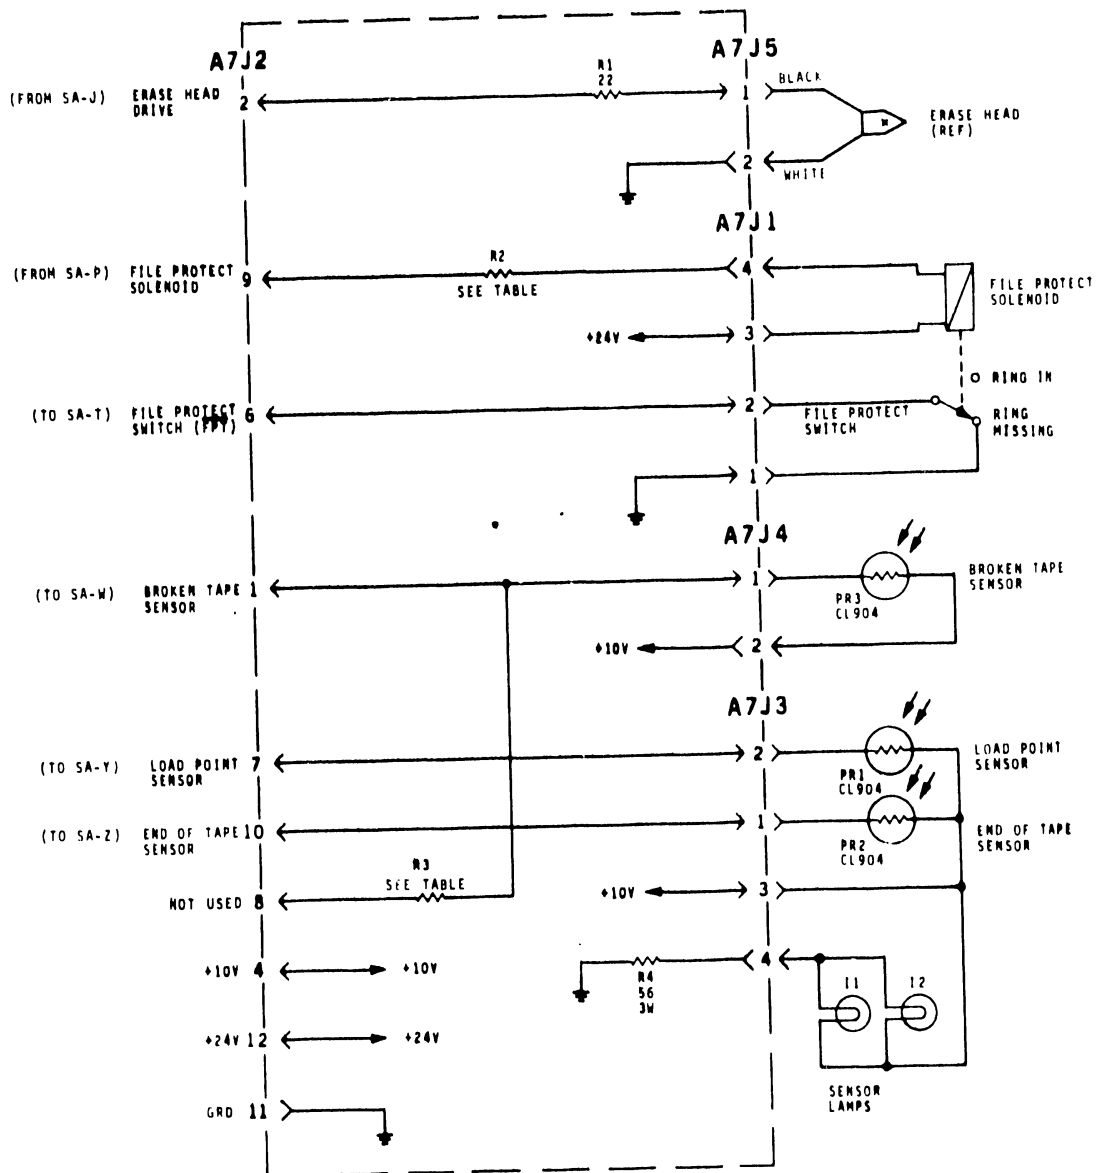 A7J2
A7J5
(FROM SA-J) ERASE HEAD DRIVE 2
R1
22
1 BLACK
ERASE HEAD
(REF)
2 WHITE
A7J1
(FROM SA-P) FILE PROTECT SOLENOID 9
R2
SEE TABLE
4
FILE PROTECT
SOLENOID
+24V 3
RING IN
(TO SA-T) FILE PROTECT 6
SWITCH
2
FILE PROTECT
SWITCH
RING
MISSING
1
A7J4
(TO SA-W) BROKEN TAPE SENSOR 1
1
PR3
CL904
BROKEN TAPE
SENSOR
+10V 2
A7J3
(TO SA-Y) LOAD POINT SENSOR 7
2
PR1
CL904
LOAD POINT
SENSOR
(TO SA-Z) END OF TAPE SENSOR 10
1
PR2
CL904
END OF TAPE
SENSOR
R3
SEE TABLE
NOT USED 8
+10V 3
+10V 4 +10V
R4
56
3W
4
I1 I2
+24V 12 +24V
SENSOR
LAMPS
GRD 11